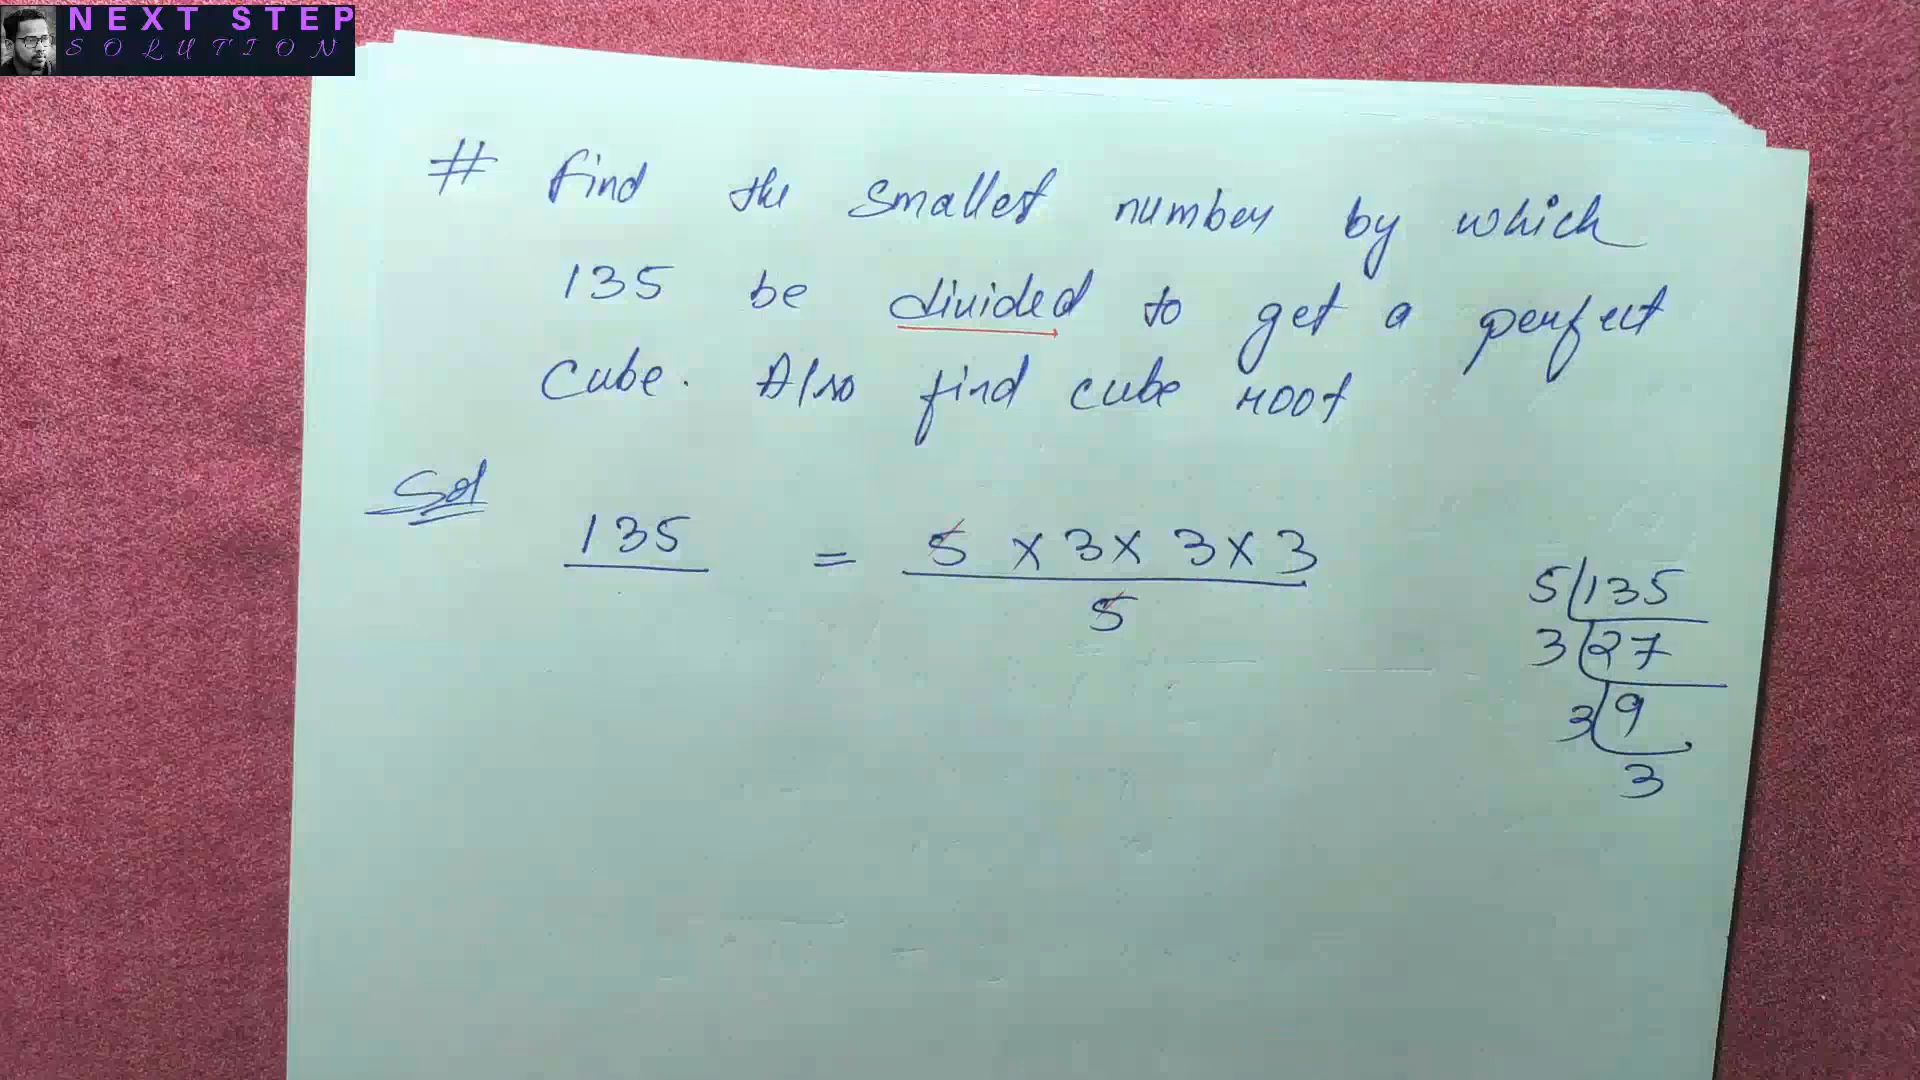 NEXT STEP
SOLUTION
# find the smallest number by which
135 be divided to get a perfect
cube. Also find cube root
Sol
135 = 5 × 3 × 3 × 3
5
5 135
3 27
3 9
3